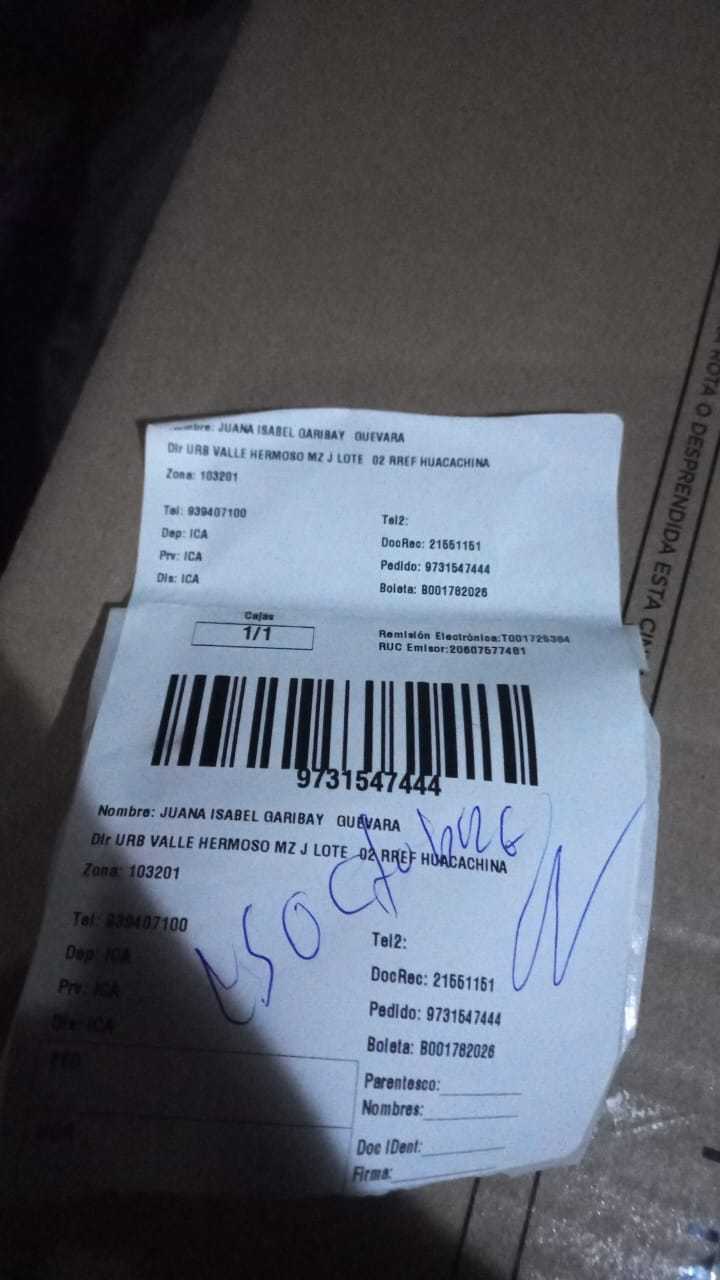 Nombre: JUANA ISABEL GARIBAY GUEVARA
Dir URB VALLE HERMOSO MZ J LOTE 02 RREF HUACACHINA
Zona: 103201
Tel: 939407100
Dep: ICA
Prv: ICA
Dis: ICA
Tel2:
DocRec: 21551151
Pedido: 9731547444
Boleta: B001782026
Cajas
1/1
Remisión Electrónica:T001725364
RUC Emisor:20607577481
9731547444
Nombre: JUANA ISABEL GARIBAY GUEVARA
Dir URB VALLE HERMOSO MZ J LOTE 02 RREF HUACACHINA
Zona: 103201
Tel: 939407100
Dep: ICA
Prv: ICA
Dis: ICA
Tel2:
DocRec: 21551151
Pedido: 9731547444
Boleta: B001782026
Parentesco:
Nombres:
Doc IDent:
Firma:
ROTA O DESPRENDIDA ESTA